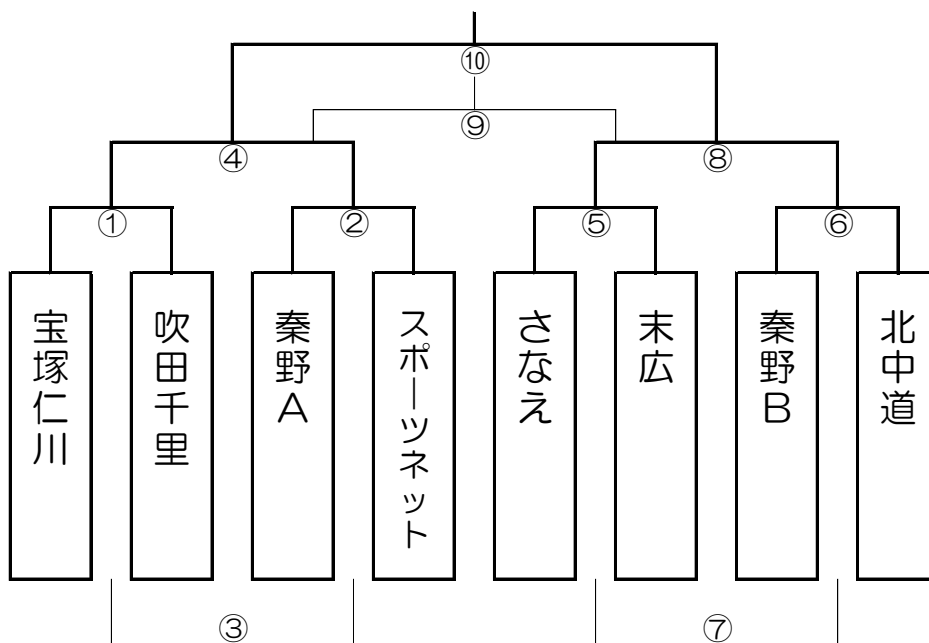 ⑩
⑨
④
⑧
①
②
⑤
⑥
宝塚仁川
吹田千里
秦野A
スポーツネット
さなえ
末広
秦野B
北中道
③
⑦